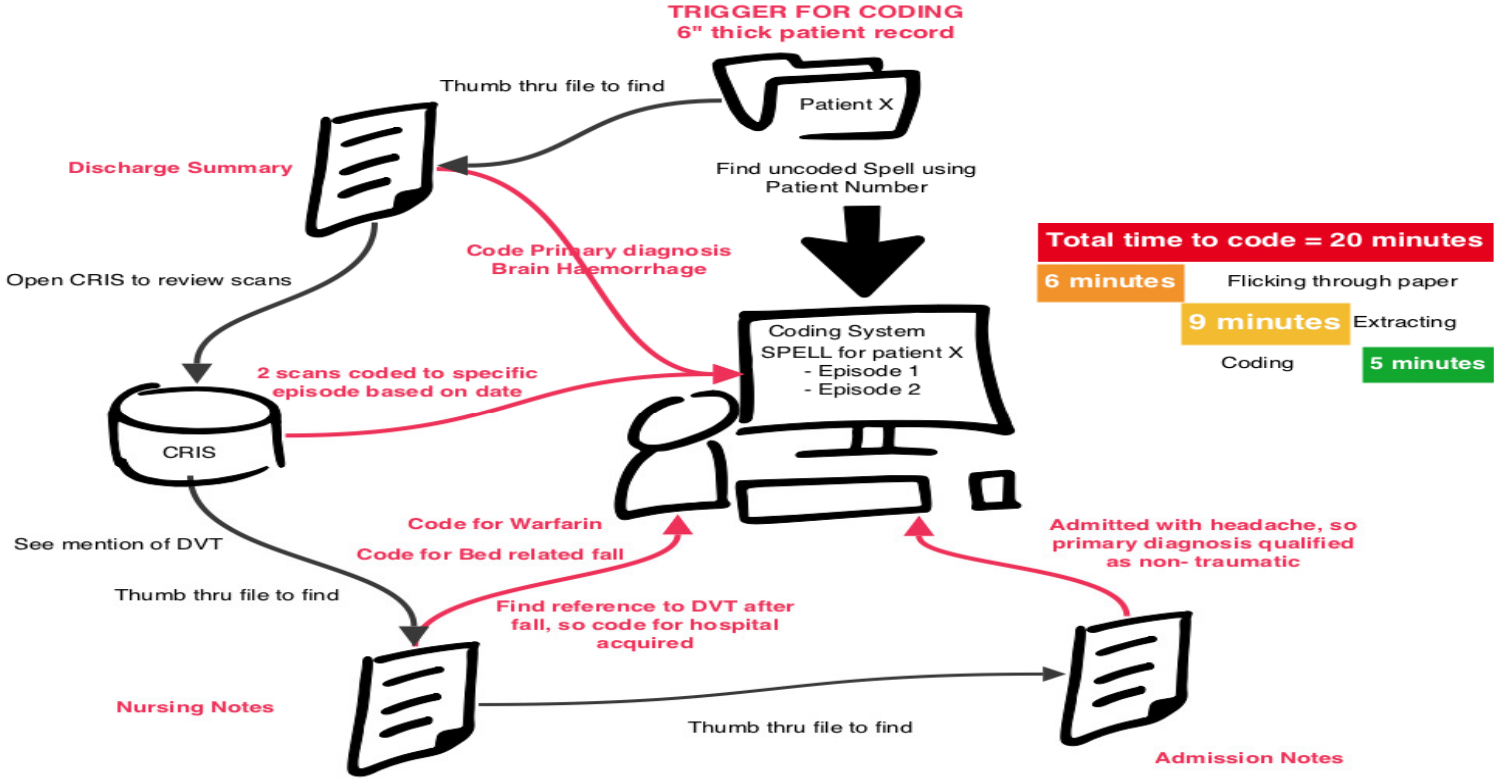 TRIGGER FOR CODING
6" thick patient record
Thumb thru file to find
Patient X
Discharge Summary
Find uncoded Spell using
Patient Number
Code Primary diagnosis
Brain Haemorrhage
Total time to code = 20 minutes
6 minutes
Flicking through paper
9 minutes
Extracting
Coding
5 minutes
Open CRIS to review scans
Coding System
SPELL for patient X
- Episode 1
- Episode 2
2 scans coded to specific
episode based on date
CRIS
See mention of DVT
Thumb thru file to find
Code for Warfarin
Code for Bed related fall
Find reference to DVT after
fall, so code for hospital
acquired
Admitted with headache, so
primary diagnosis qualified
as non- traumatic
Nursing Notes
Thumb thru file to find
Admission Notes